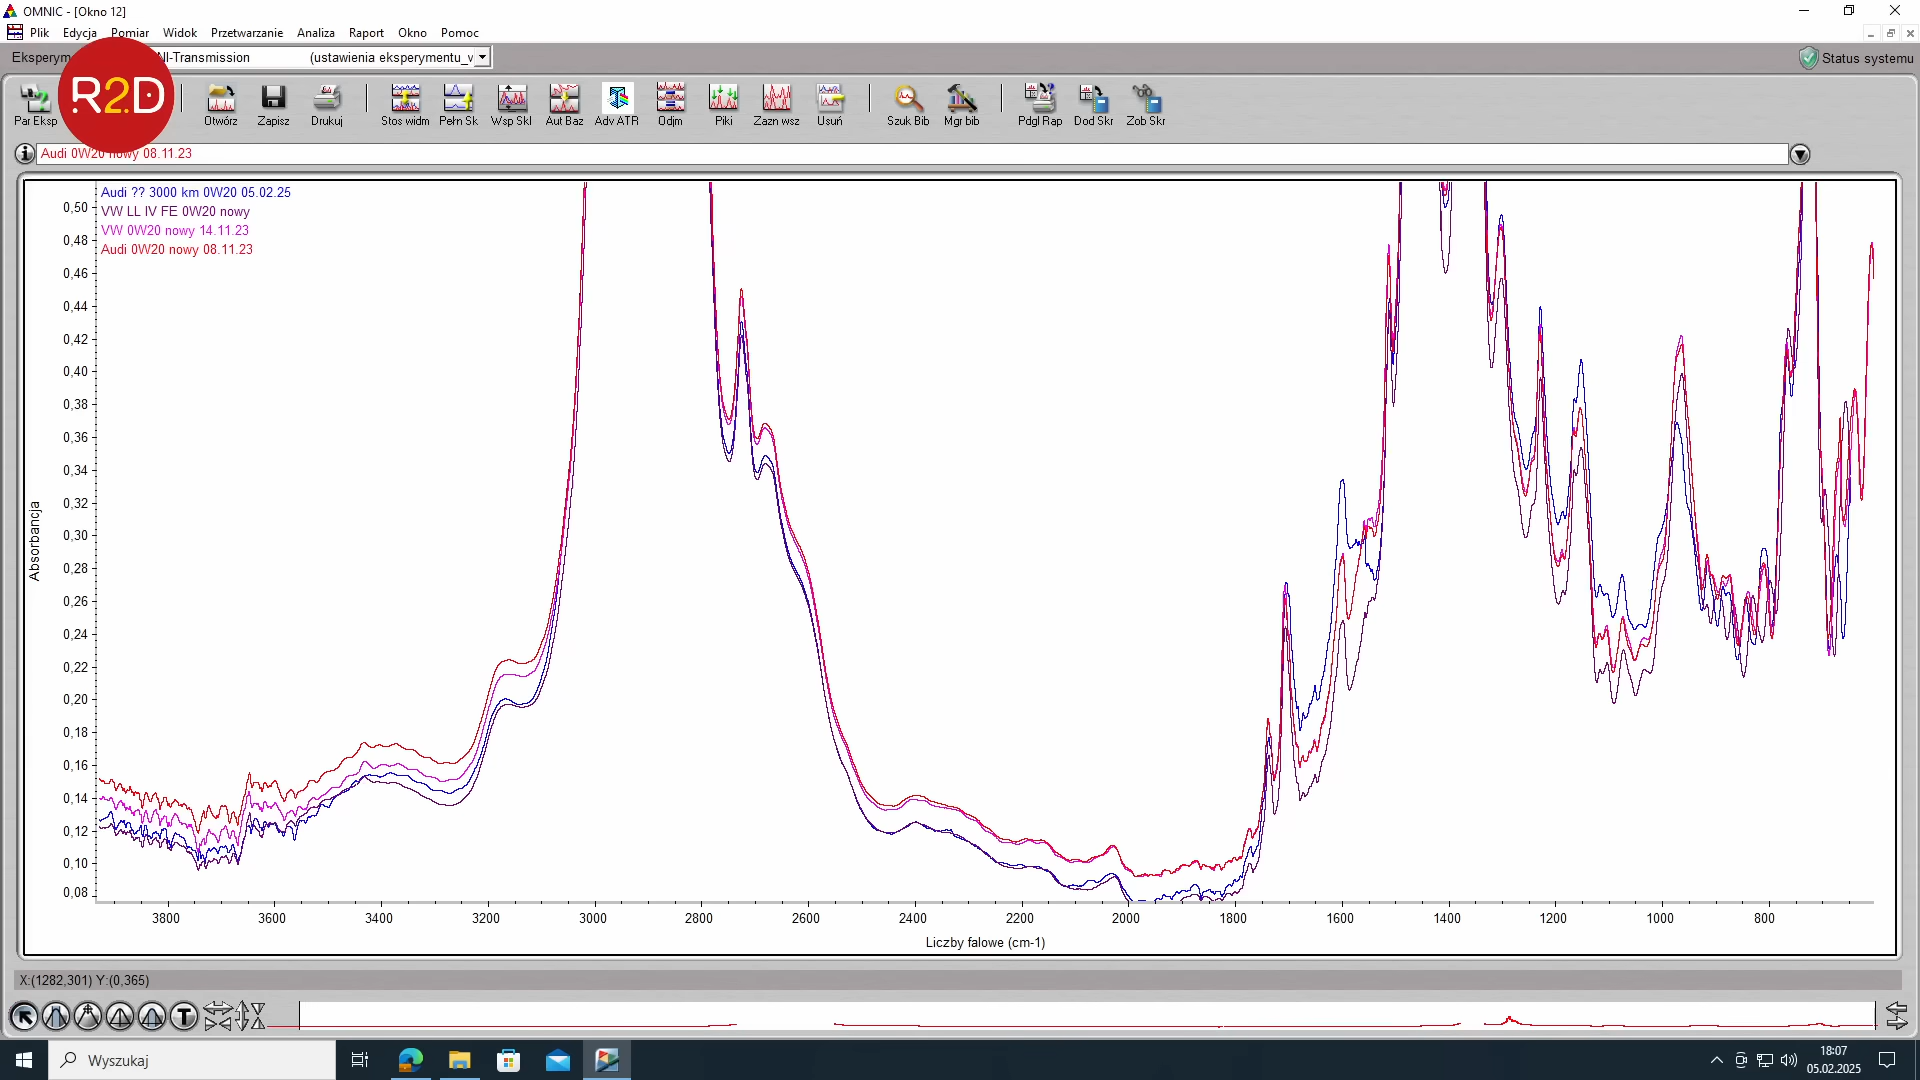 OMNIC - [Okno 12]
Plik Edycja Pomiar Widok Przetwarzanie Analiza Raport Okno Pomoc
Eksperym NI-Transmission (ustawienia eksperymentu_v
Status systemu
R2D
Par Eksp Otwórz Zapisz Drukuj Stos widm Pełn Sk Wsp Skl Aut Baz Adv ATR Odjm Piki Zazn wsz Usuń Szuk Bib Mgr bib Pdgl Rap Dod Skr Zob Skr
Audi 0W20 nowy 08.11.23
Audi ?? 3000 km 0W20 05.02.25
VW LL IV FE 0W20 nowy
VW 0W20 nowy 14.11.23
Audi 0W20 nowy 08.11.23
0,50
0,48
0,46
0,44
0,42
0,40
0,38
0,36
0,34
0,32
0,30
0,28
0,26
0,24
0,22
0,20
0,18
0,16
0,14
0,12
0,10
0,08
Absorbancja
3800 3600 3400 3200 3000 2800 2600 2400 2200 2000 1800 1600 1400 1200 1000 800
Liczby falowe (cm-1)
X:(1282,301) Y:(0,365)
T
Wyszukaj
18:07
05.02.2025